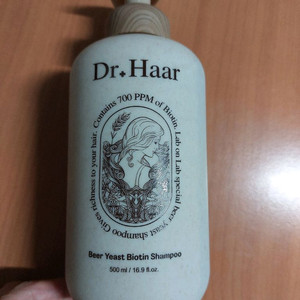 Dr✦Haar
Contains 700 PPM of Biotin. Lab on Lab special beer yeast shampoo Gives richness to your hair.
Beer Yeast Biotin Shampoo
500 ml / 16.9 fl oz.